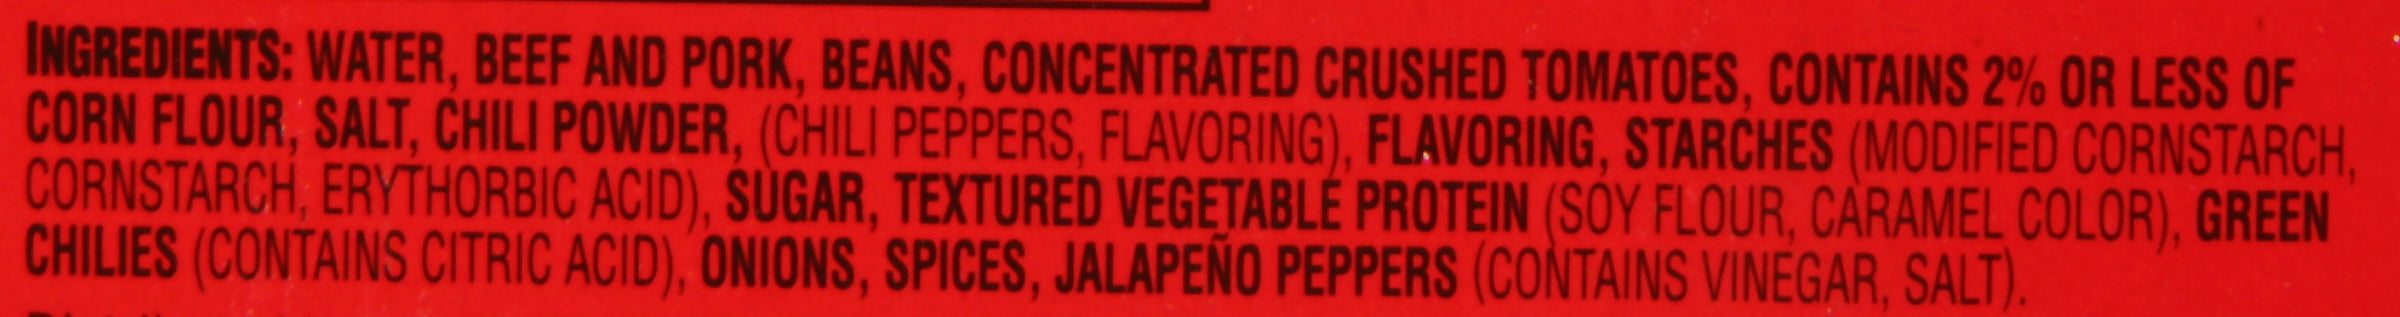 INGREDIENTS: WATER, BEEF AND PORK, BEANS, CONCENTRATED CRUSHED TOMATOES, CONTAINS 2% OR LESS OF
CORN FLOUR, SALT, CHILI POWDER, (CHILI PEPPERS, FLAVORING), FLAVORING, STARCHES (MODIFIED CORNSTARCH,
CORNSTARCH, ERYTHORBIC ACID), SUGAR, TEXTURED VEGETABLE PROTEIN (SOY FLOUR, CARAMEL COLOR), GREEN
CHILIES (CONTAINS CITRIC ACID), ONIONS, SPICES, JALAPEÑO PEPPERS (CONTAINS VINEGAR, SALT).